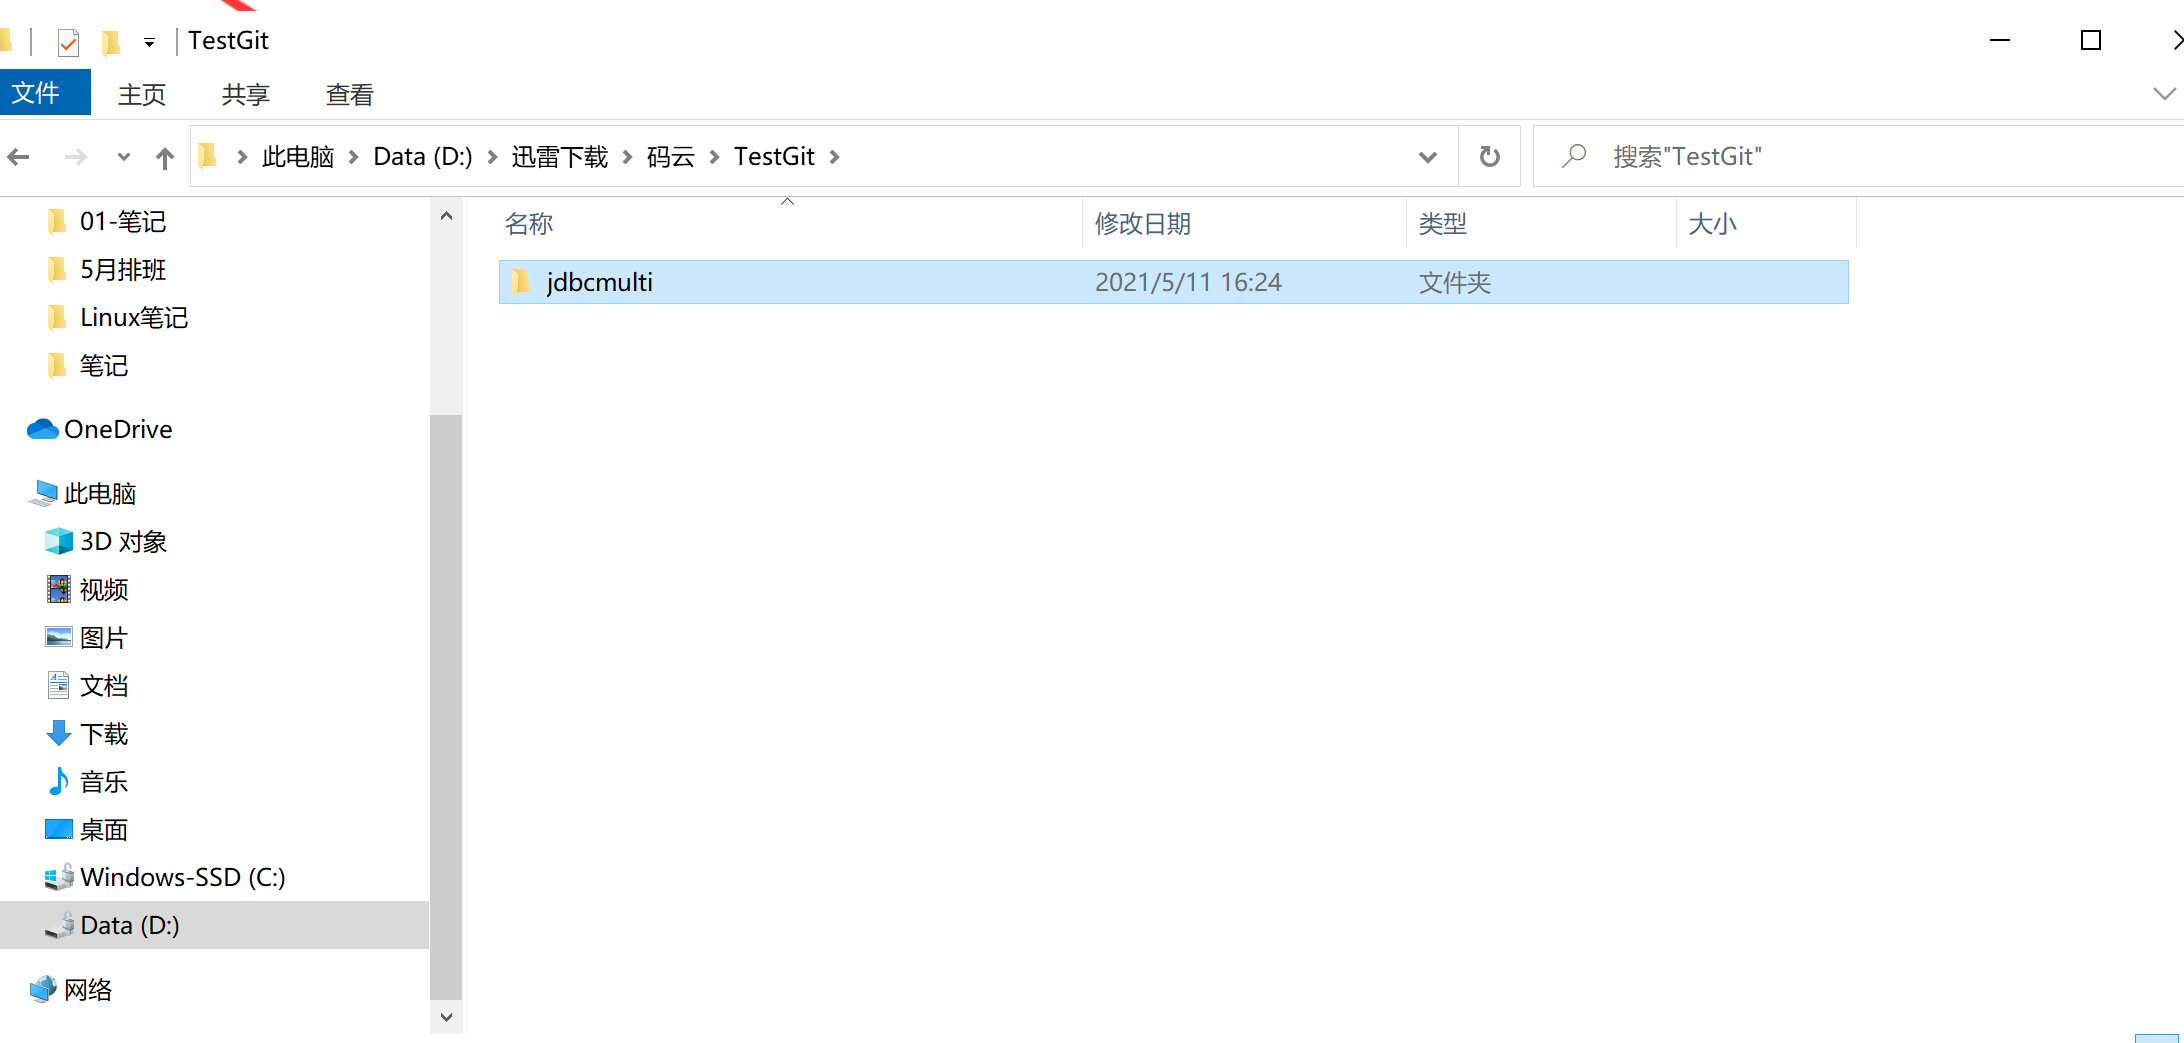 TestGit
文件 主页 共享 查看
此电脑 Data (D:) 迅雷下载 码云 TestGit 搜索"TestGit"
01-笔记
5月排班
Linux笔记
笔记
OneDrive
此电脑
3D 对象
视频
图片
文档
下载
音乐
桌面
Windows-SSD (C:)
Data (D:)
网络
名称 修改日期 类型 大小
jdbcmulti 2021/5/11 16:24 文件夹